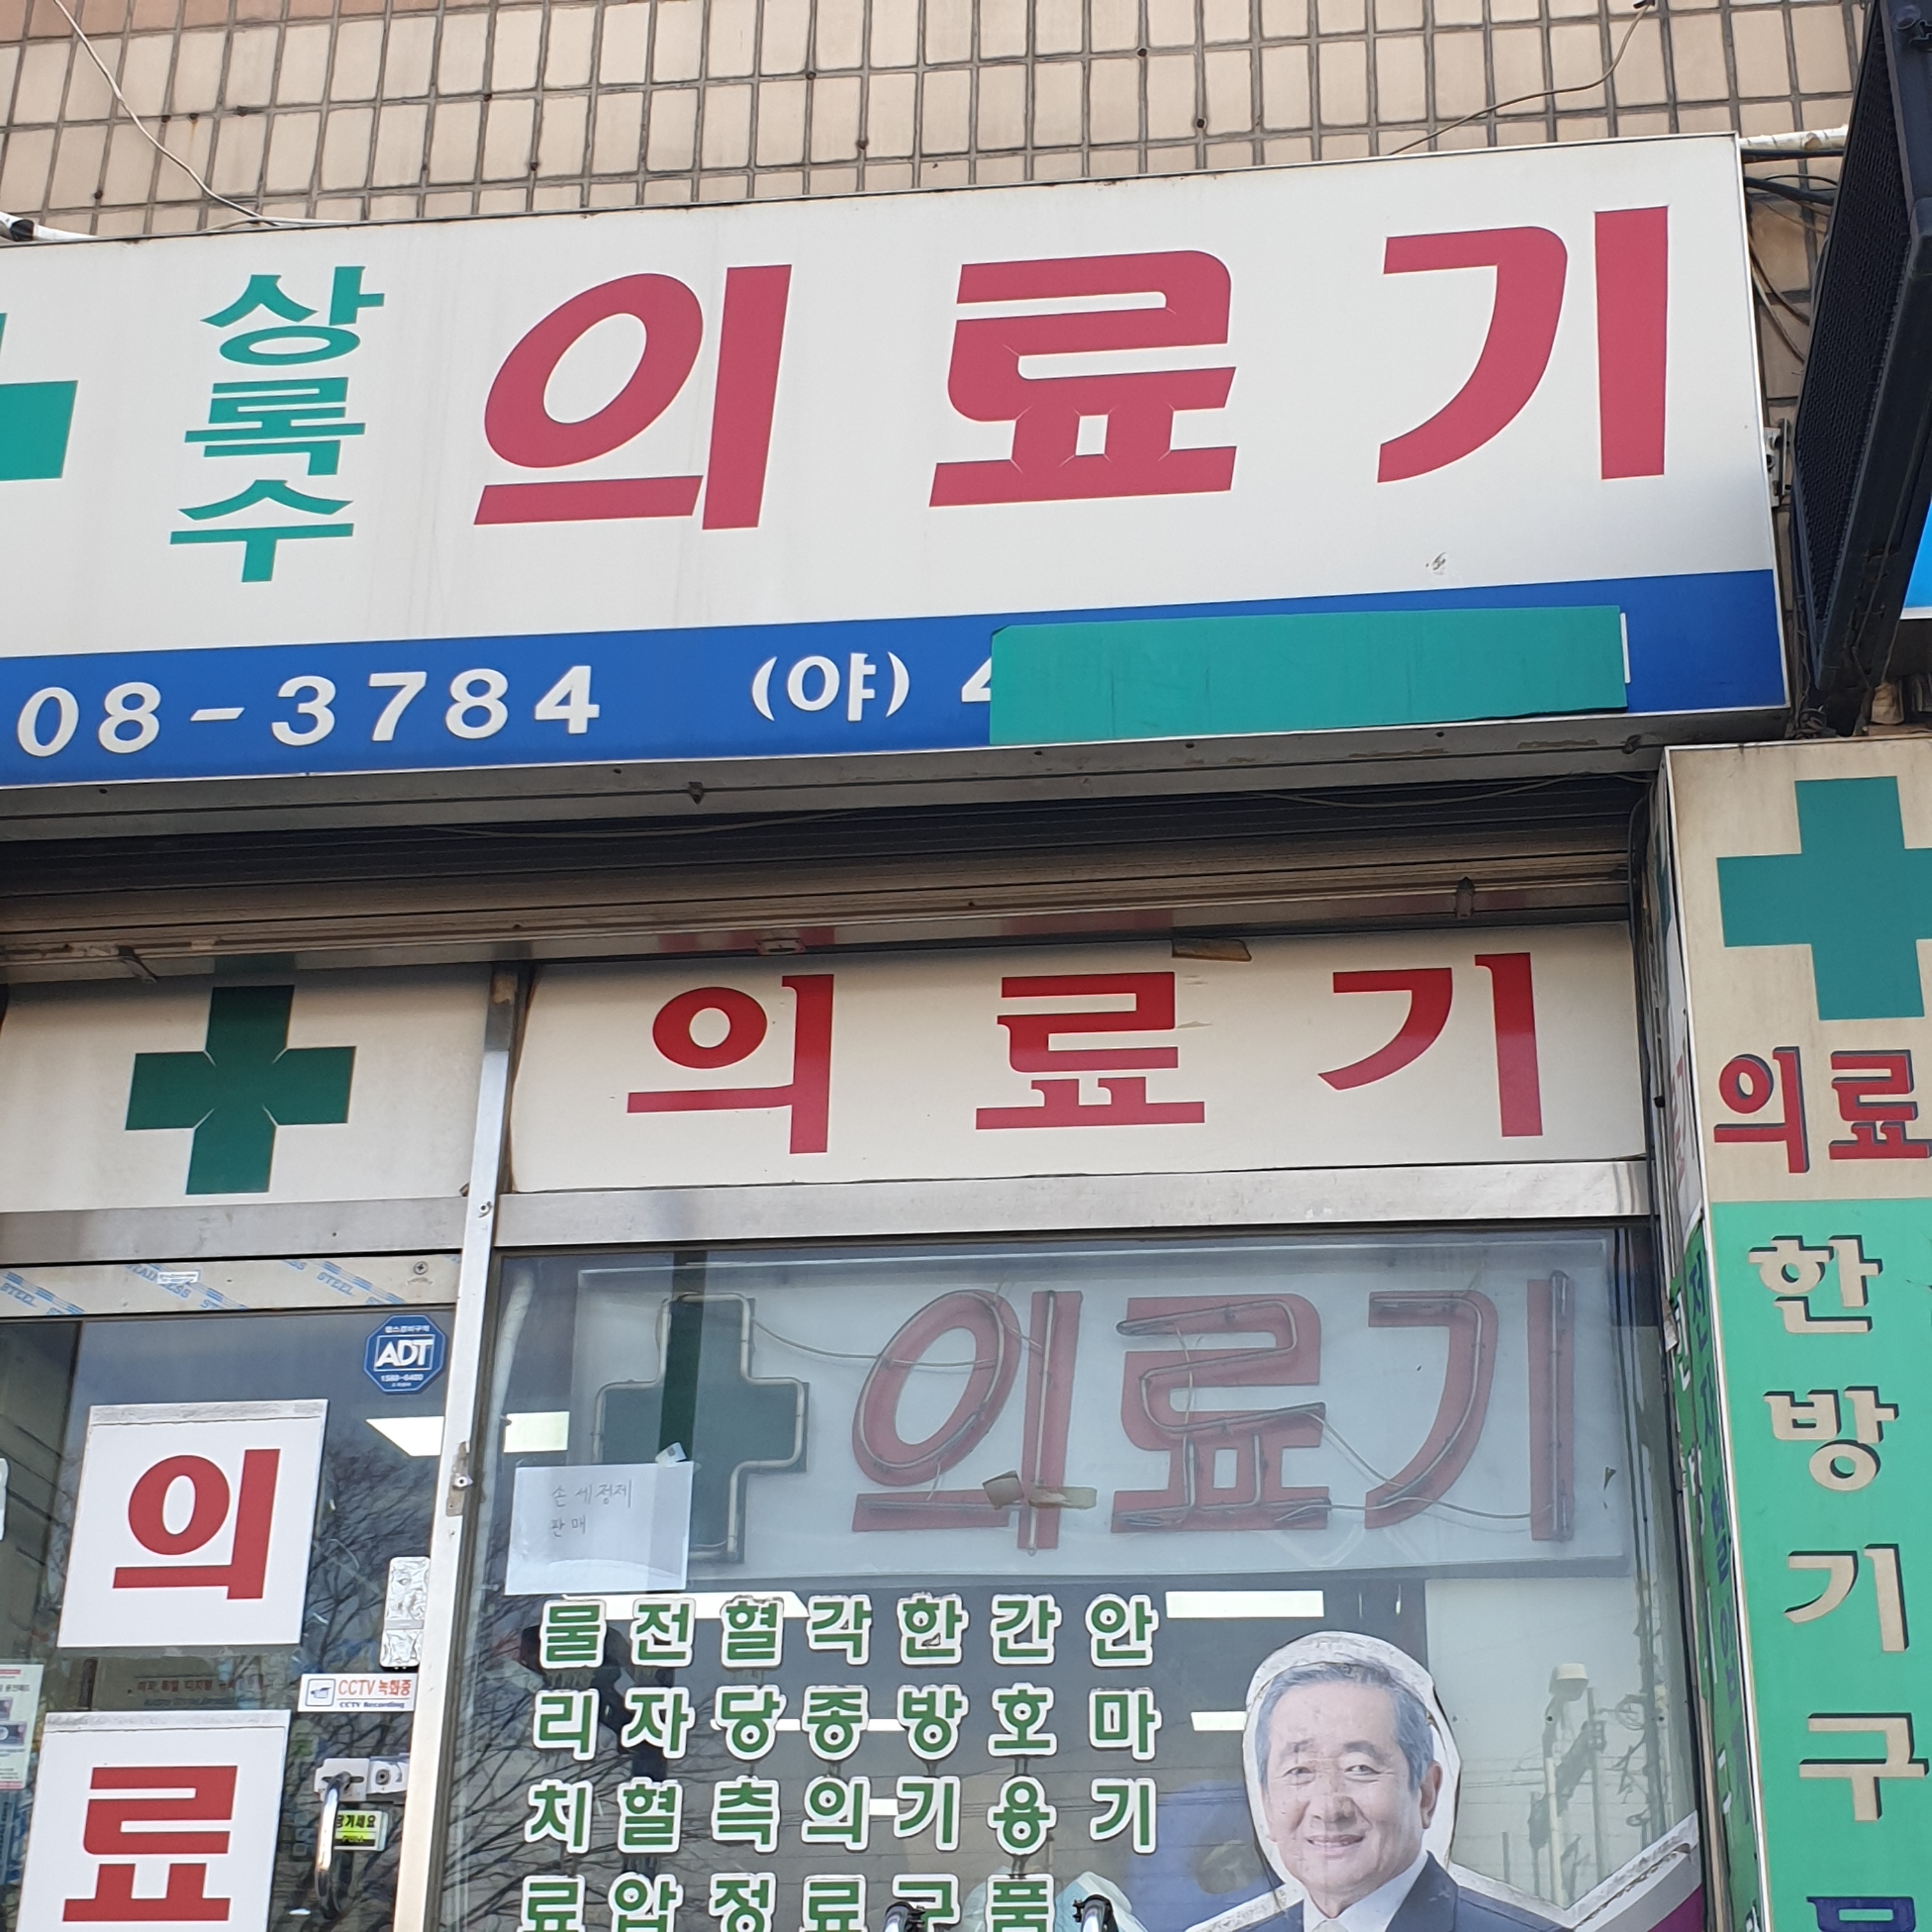 상록수 의료기
08-3784 (야) 4
의료기
의료
한방기구
ADT
의료기
손세정제
판매
의료
CCTV 녹화중
CCTV Recording
물 전 혈 각 한 간 안
리 자 당 종 방 호 마
치 혈 측 의 기 용 기
료 압 정 료 구 품